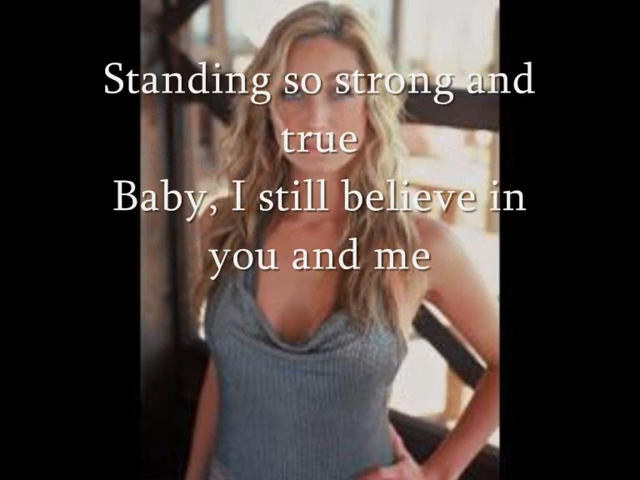 Standing so strong and
true
Baby, I still believe in
you and me